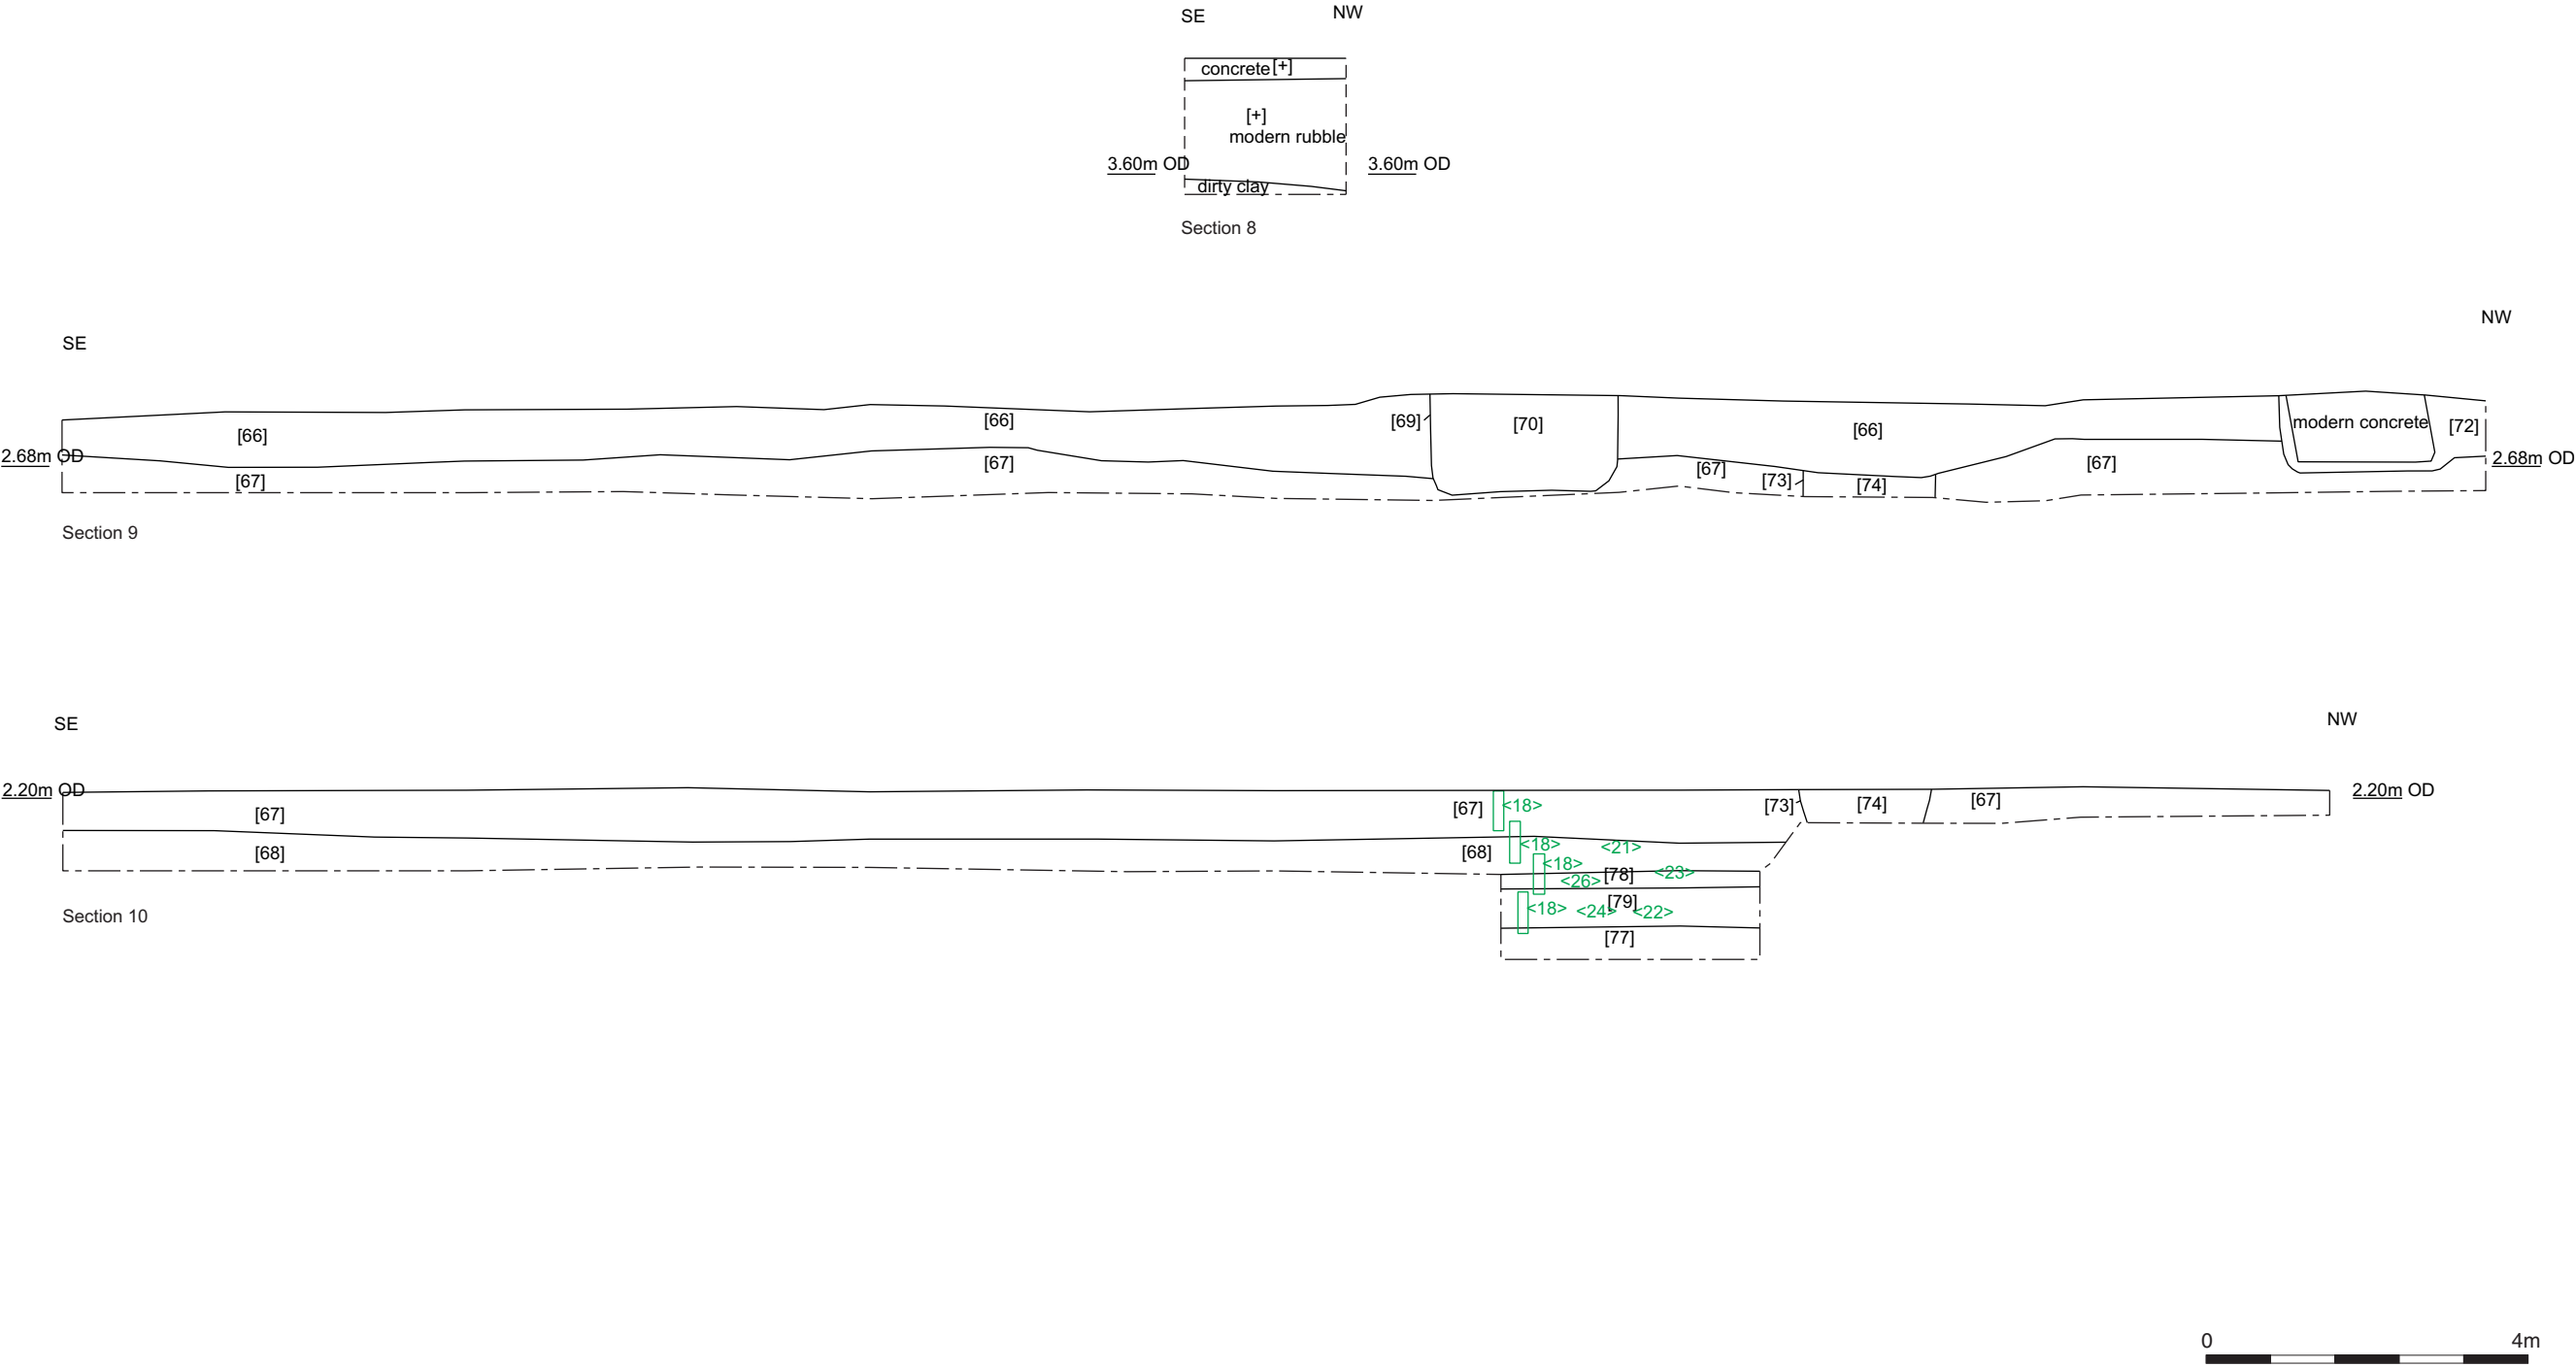 SE NW
concrete [+]
[+]
modern rubble
3.60m OD 3.60m OD
dirty clay
Section 8
SE NW
[66] [66] [69] [70] [66] modern concrete [72]
2.68m OD [67] [67] [67] 2.68m OD
[67] [73] [74]
Section 9
SE NW
2.20m OD 2.20m OD
[67] [67] <18> [73] [74] [67]
[68] [68] <18> <21>
<18> [78] <23>
<26>
[79]
<18> <24> <22>
[77]
Section 10
0 4m